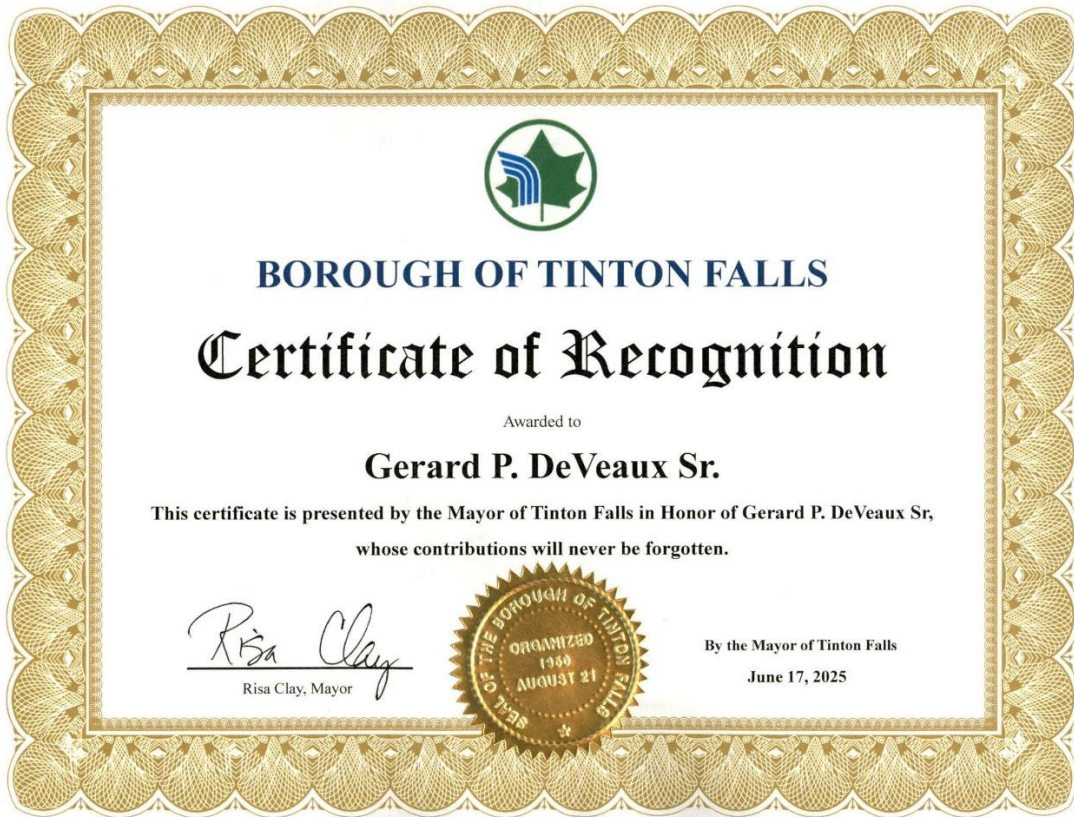 BOROUGH OF TINTON FALLS
Certificate of Recognition
Awarded to
Gerard P. DeVeaux Sr.
This certificate is presented by the Mayor of Tinton Falls in Honor of Gerard P. DeVeaux Sr,
whose contributions will never be forgotten.
Risa Clay
Risa Clay, Mayor
SEAL OF THE BOROUGH OF TINTON FALLS
ORGANIZED
1950
AUGUST 21
By the Mayor of Tinton Falls
June 17, 2025